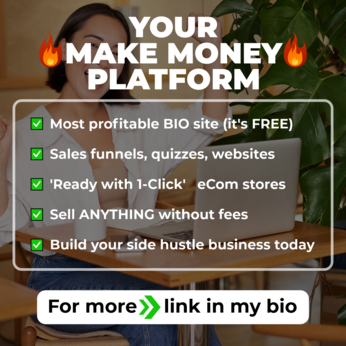 YOUR
🔥MAKE MONEY🔥
PLATFORM
✅ Most profitable BIO site (it's FREE)
✅ Sales funnels, quizzes, websites
✅ 'Ready with 1-Click' eCom stores
✅ Sell ANYTHING without fees
✅ Build your side hustle business today
For more » link in my bio